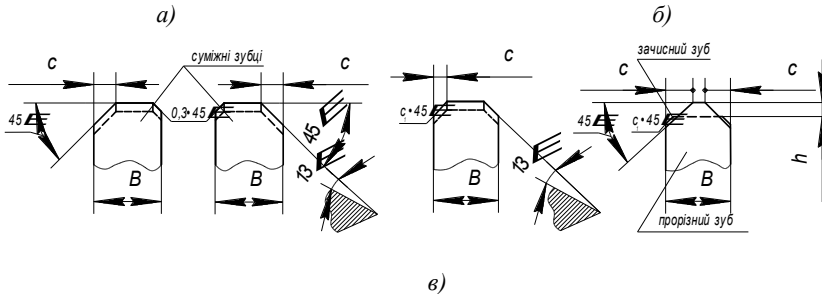 а) б)
c суміжні зубці c c зачисний зуб c c
45 0,3•45 45 13 B B
c•45 13 B
45 c•45 h B
прорізний зуб
в)